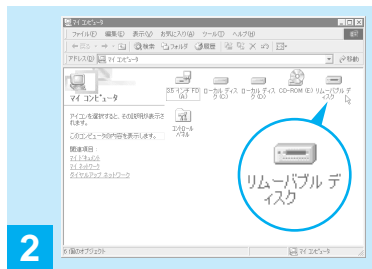 マイ コンピュータ
ファイル(F) 編集(E) 表示(V) お気に入り(A) ツール(T) ヘルプ(H)
検索 フォルダ 履歴
アドレス(D) マイ コンピュータ 移動
マイ コンピュータ
アイコンを選択すると、その説明が表示さ
れます。
このコンピュータの内容を表示します。
関連項目:
マイ ドキュメント
マイ ネットワーク
ダイヤルアップ ネットワーク
3.5 インチ FD
(A:)
ローカル ディス
ク (C:)
ローカル ディス
ク (D:)
CD-ROM (E:)
リムーバブル デ
ィスク
コントロール
パネル
リムーバブル デ
ィスク
2
6 個のオブジェクト
マイ コンピュータ